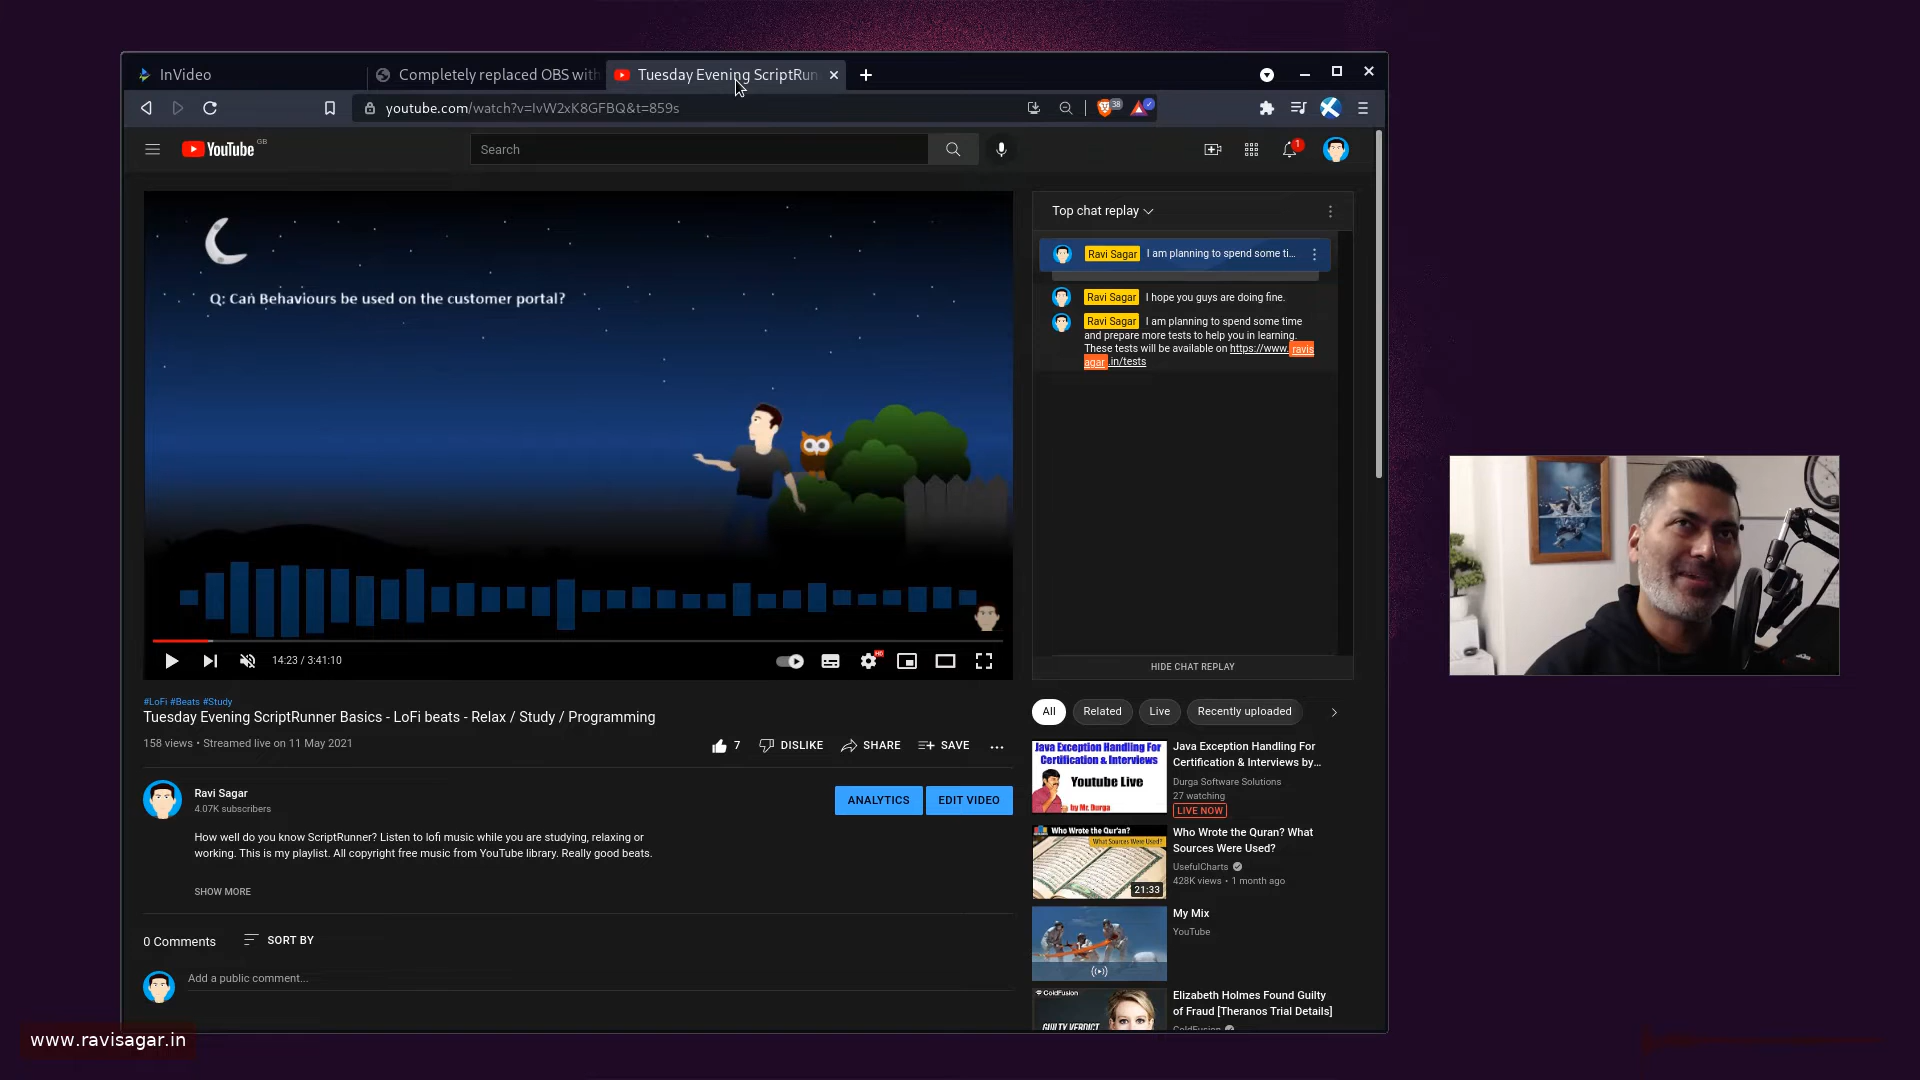 InVideo
Completely replaced OBS with
Tuesday Evening ScriptRun
youtube.com/watch?v=IvW2xK8GFBQ&t=859s
38
YouTube GB
Search
1
Q: Can Behaviours be used on the customer portal?
Top chat replay
Ravi Sagar I am planning to spend some ti...
Ravi Sagar I hope you guys are doing fine.
Ravi Sagar I am planning to spend some time
and prepare more tests to help you in learning.
These tests will be available on https://www.ravis
agar.in/tests
HIDE CHAT REPLAY
14:23 / 3:41:10
HD
#LoFi #Beats #Study
Tuesday Evening ScriptRunner Basics - LoFi beats - Relax / Study / Programming
158 views • Streamed live on 11 May 2021
7 DISLIKE SHARE SAVE ...
Ravi Sagar
4.07K subscribers
ANALYTICS EDIT VIDEO
How well do you know ScriptRunner? Listen to lofi music while you are studying, relaxing or
working. This is my playlist. All copyright free music from YouTube library. Really good beats.
SHOW MORE
0 Comments SORT BY
Add a public comment...
All Related Live Recently uploaded
Java Exception Handling For
Certification & Interviews
Youtube Live
by Mr. Durga
Java Exception Handling For
Certification & Interviews by...
Durga Software Solutions
27 watching
LIVE NOW
Who Wrote the Qur'an?
What Sources Were Used?
21:33
Who Wrote the Quran? What
Sources Were Used?
UsefulCharts
428K views • 1 month ago
My Mix
YouTube
ColdFusion
GUILTY VERDICT
Elizabeth Holmes Found Guilty
of Fraud [Theranos Trial Details]
ColdFusion
www.ravisagar.in